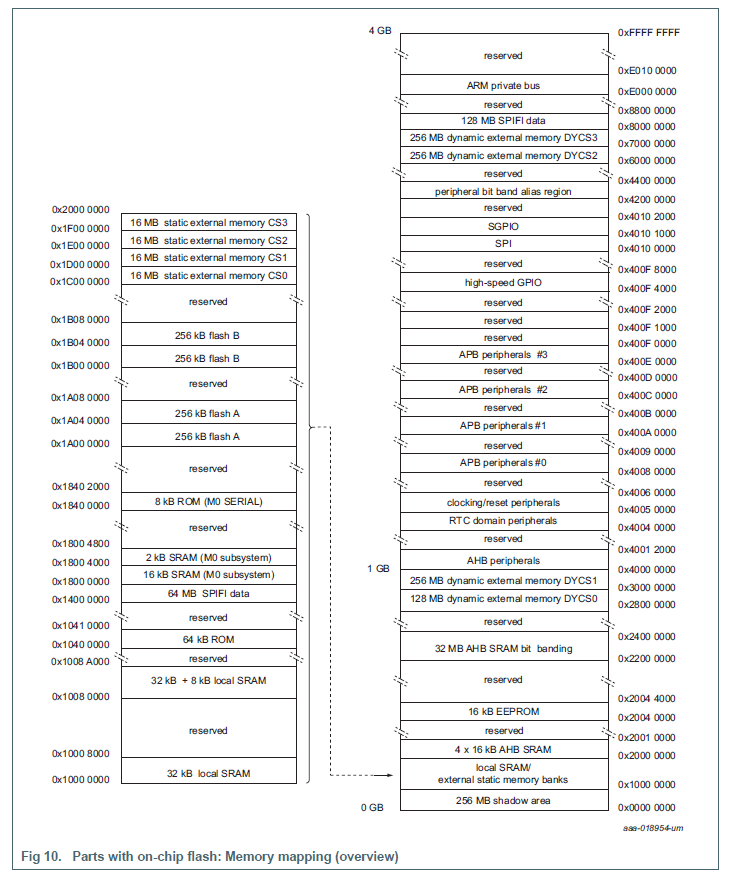 4 GB
0xFFFF FFFF
reserved
0xE010 0000
ARM private bus
0xE000 0000
reserved
0x8800 0000
128 MB SPIFI data
0x8000 0000
256 MB dynamic external memory DYCS3
0x7000 0000
256 MB dynamic external memory DYCS2
0x6000 0000
reserved
0x4400 0000
peripheral bit band alias region
0x4200 0000
reserved
0x4010 2000
SGPIO
0x4010 1000
SPI
0x4010 0000
reserved
0x400F 8000
high-speed GPIO
0x400F 4000
reserved
0x400F 2000
reserved
0x400F 1000
reserved
0x400F 0000
APB peripherals #3
0x400E 0000
reserved
0x400D 0000
APB peripherals #2
0x400C 0000
reserved
0x400B 0000
APB peripherals #1
0x400A 0000
reserved
0x4009 0000
APB peripherals #0
0x4008 0000
reserved
0x4006 0000
clocking/reset peripherals
0x4005 0000
RTC domain peripherals
0x4004 0000
reserved
0x4001 2000
AHB peripherals
1 GB
0x4000 0000
256 MB dynamic external memory DYCS1
0x3000 0000
128 MB dynamic external memory DYCS0
0x2800 0000
reserved
0x2400 0000
32 MB AHB SRAM bit banding
0x2200 0000
reserved
0x2004 4000
16 kB EEPROM
0x2004 0000
reserved
0x2001 0000
4 x 16 kB AHB SRAM
0x2000 0000
local SRAM/
external static memory banks
0x1000 0000
256 MB shadow area
0 GB
0x0000 0000
0x2000 0000
16 MB static external memory CS3
0x1F00 0000
16 MB static external memory CS2
0x1E00 0000
16 MB static external memory CS1
0x1D00 0000
16 MB static external memory CS0
0x1C00 0000
reserved
0x1B08 0000
256 kB flash B
0x1B04 0000
256 kB flash B
0x1B00 0000
reserved
0x1A08 0000
256 kB flash A
0x1A04 0000
256 kB flash A
0x1A00 0000
reserved
0x1840 2000
8 kB ROM (M0 SERIAL)
0x1840 0000
reserved
0x1800 4800
2 kB SRAM (M0 subsystem)
0x1800 4000
16 kB SRAM (M0 subsystem)
0x1800 0000
64 MB SPIFI data
0x1400 0000
reserved
0x1041 0000
64 kB ROM
0x1040 0000
reserved
0x1008 A000
32 kB + 8 kB local SRAM
0x1008 0000
reserved
0x1000 8000
32 kB local SRAM
0x1000 0000
aaa-018954-um
Fig 10. Parts with on-chip flash: Memory mapping (overview)